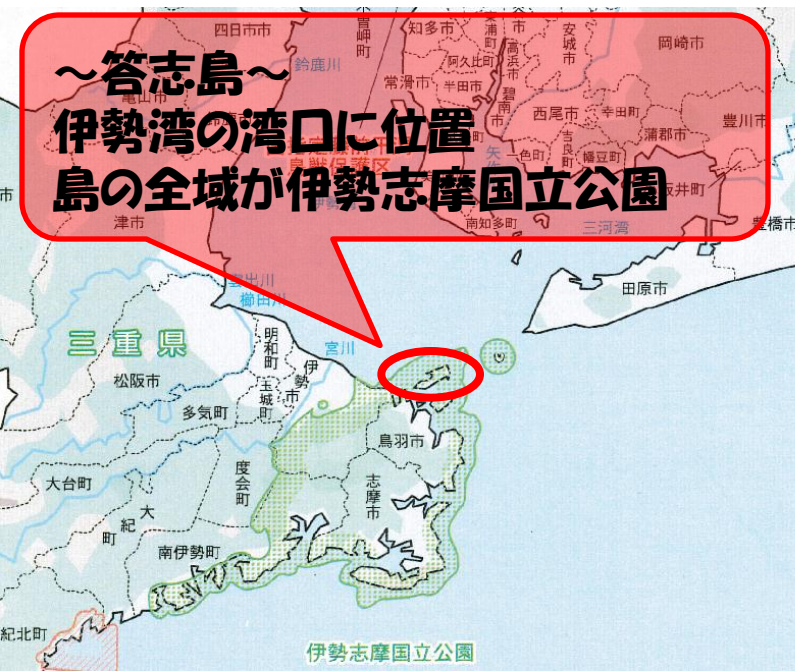 ～答志島～
伊勢湾の湾口に位置
島の全域が伊勢志摩国立公園
四日市市
知多市
東浦町
安城市
岡崎市
高浜市
阿久比町
鈴鹿川
常滑市
半田市
碧南市
亀山市
西尾市
幸田町
豊川市
蒲郡市
吉良町
一色町
幡豆町
鳥獣保護区
津市
南知多町
三河湾
豊橋市
田原市
雲出川
櫛田川
三重県
明和町
宮川
伊勢市
松阪市
玉城町
多気町
鳥羽市
度会町
志摩市
大台町
大紀町
南伊勢町
紀北町
伊勢志摩国立公園